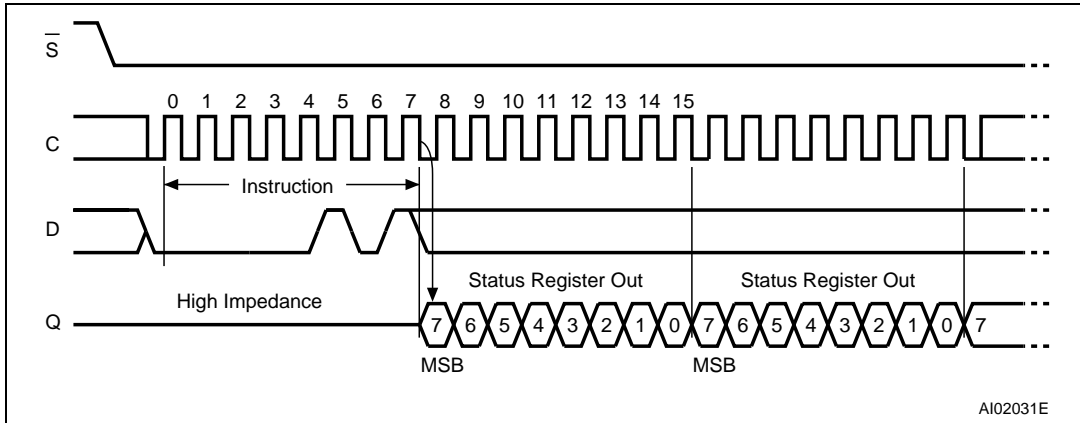 S
0 1 2 3 4 5 6 7 8 9 10 11 12 13 14 15
C
Instruction
D
Status Register Out Status Register Out
High Impedance
Q 7 6 5 4 3 2 1 0 7 6 5 4 3 2 1 0 7
MSB MSB
AI02031E